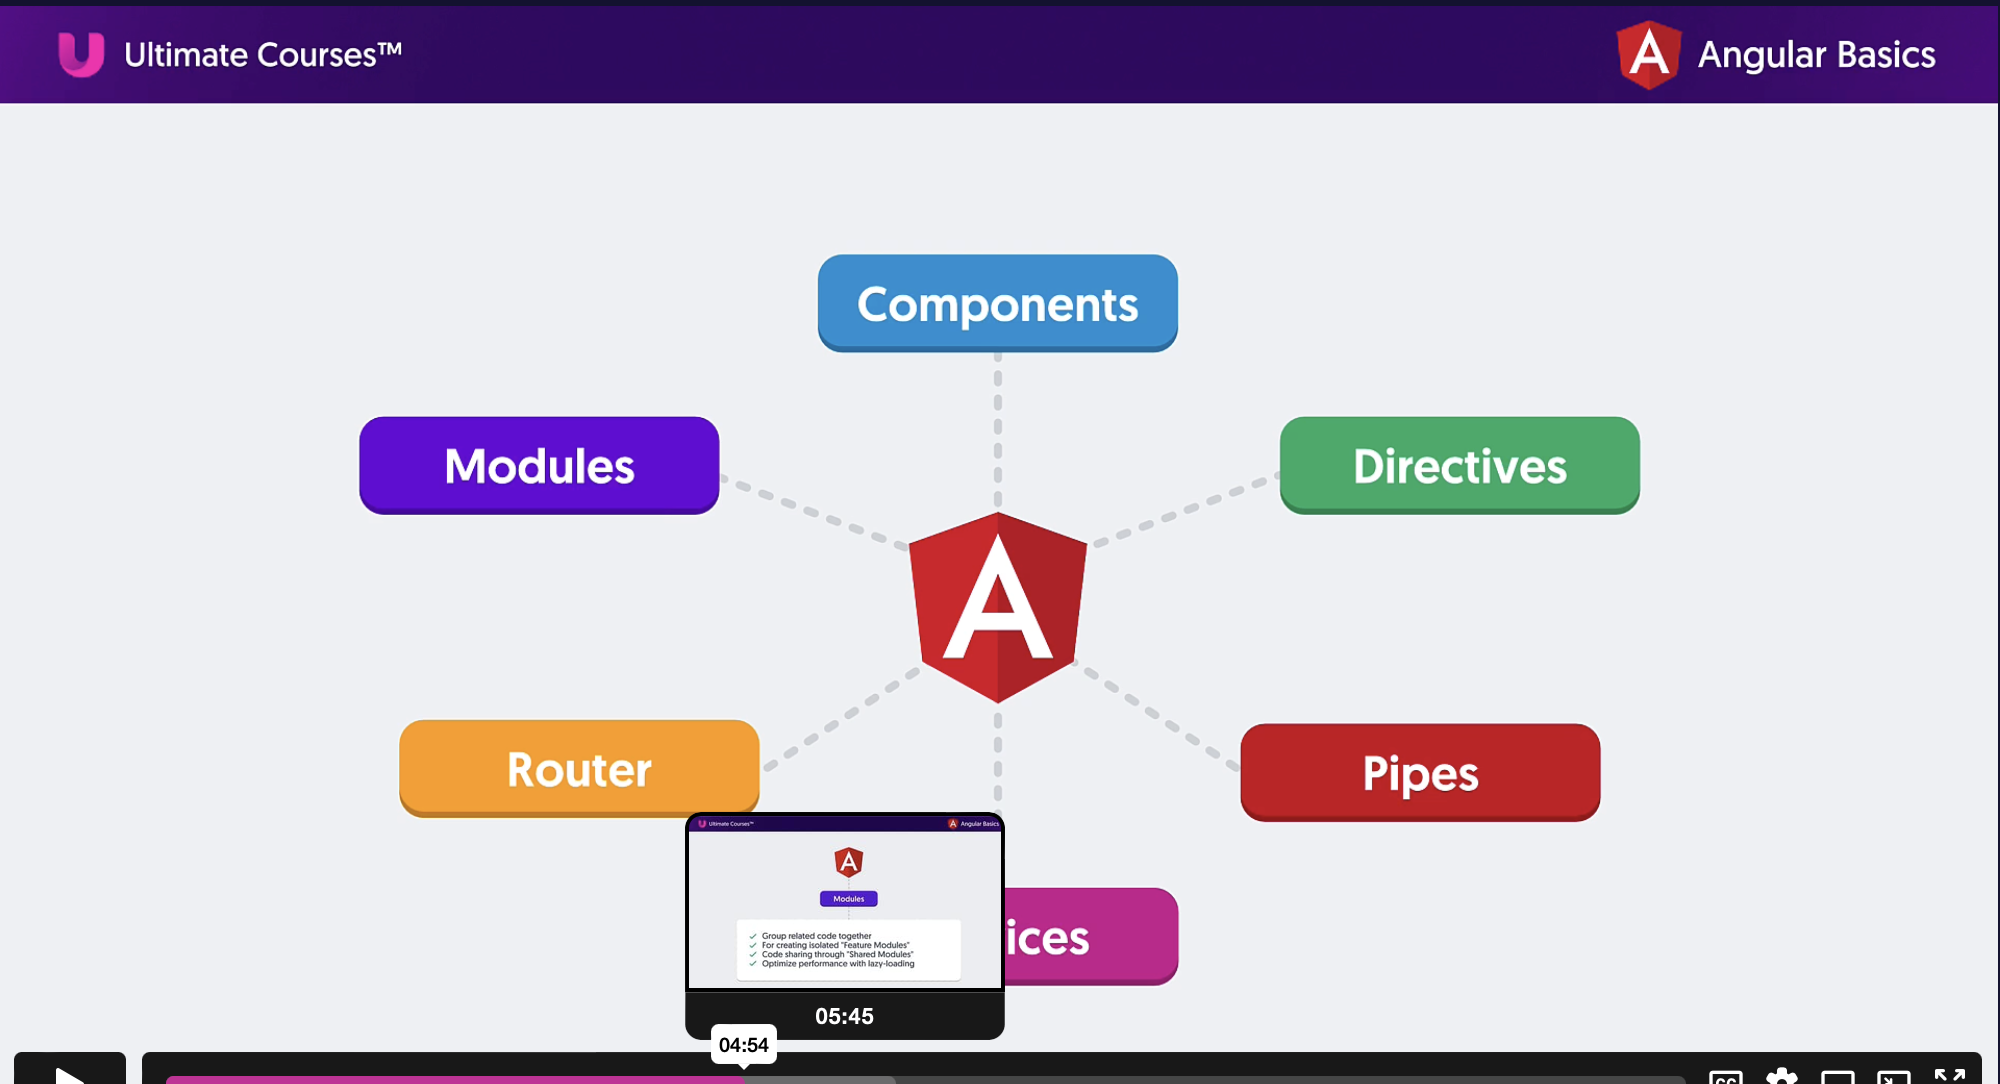 Ultimate Courses™
Angular Basics
Components
Modules
Directives
Router
Pipes
Ultimate Courses™
Angular Basics
Modules
Group related code together
For creating isolated "Feature Modules"
Code sharing through "Shared Modules"
Optimize performance with lazy-loading
ices
05:45
04:54
CC